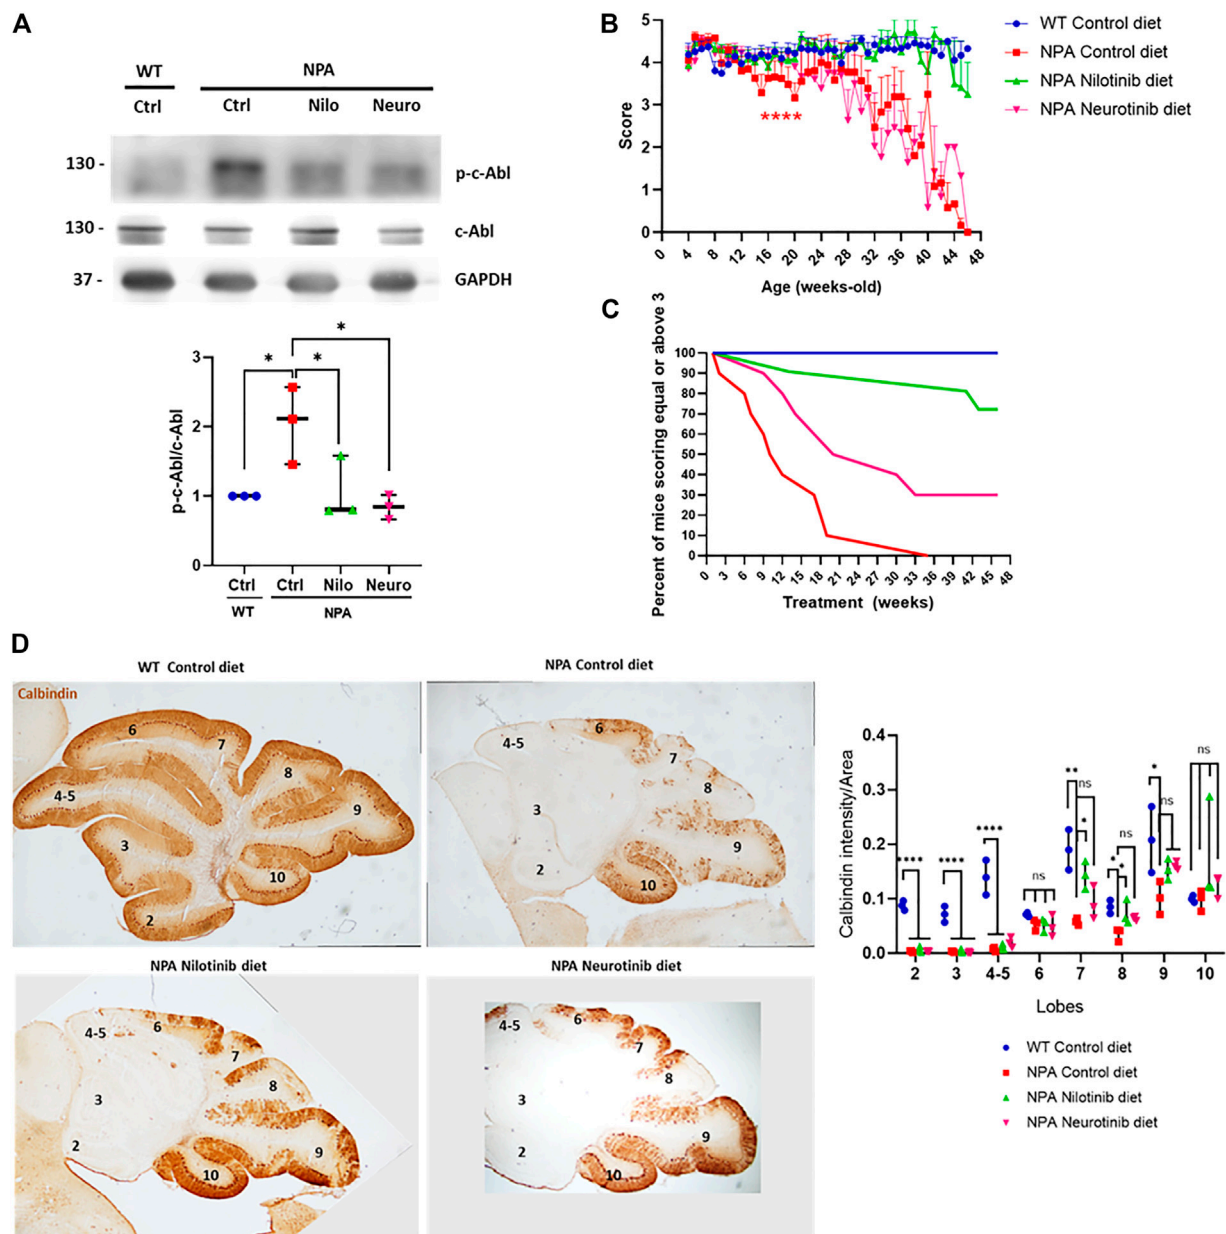 A
WT
NPA
Ctrl
Ctrl
Nilo
Neuro
130 -
p-c-Abl
130 -
c-Abl
37 -
GAPDH
p-c-Abl/c-Abl
3
2
1
0
*
*
*
Ctrl
Ctrl
Nilo
Neuro
WT
NPA
B
Score
5
4
3
2
1
0
****
0 4 8 12 16 20 24 28 32 36 40 44 48
Age (weeks-old)
WT Control diet
NPA Control diet
NPA Nilotinib diet
NPA Neurotinib diet
C
Percent of mice scoring equal or above 3
100
90
80
70
60
50
40
30
20
10
0
0 3 6 9 12 15 18 21 24 27 30 33 36 39 42 45 48
Treatment (weeks)
D
WT Control diet
NPA Control diet
Calbindin
6
7
8
4-5
9
3
10
2
6
4-5
7
8
3
9
2
10
NPA Nilotinib diet
NPA Neurotinib diet
4-5
6
7
8
3
9
2
10
4-5
6
7
8
3
9
2
10
Calbindin intensity/Area
0.4
0.3
0.2
0.1
0.0
****
****
****
ns
**
ns
*
ns
*
*
*
ns
ns
2 3 4-5 6 7 8 9 10
Lobes
WT Control diet
NPA Control diet
NPA Nilotinib diet
NPA Neurotinib diet